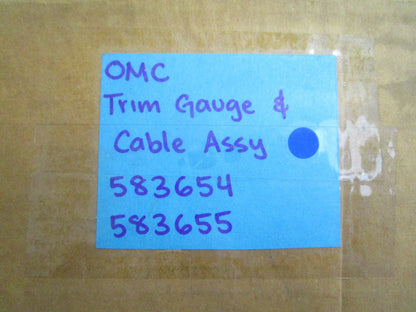 OMC
Trim Gauge &
Cable Assy
583654
583655